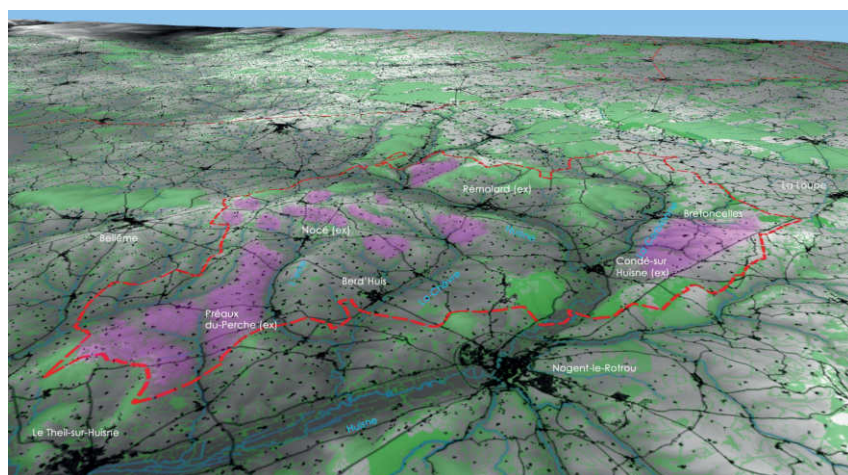 Rémalard (ex)
La Loupe
Bretoncelles
Bellême
Nocé (ex)
Condé-sur
Huisne (ex)
Berd'Huis
Préaux
du-Perche (ex)
Nogent-le-Rotrou
Huisne
Le Theil-sur-Huisne